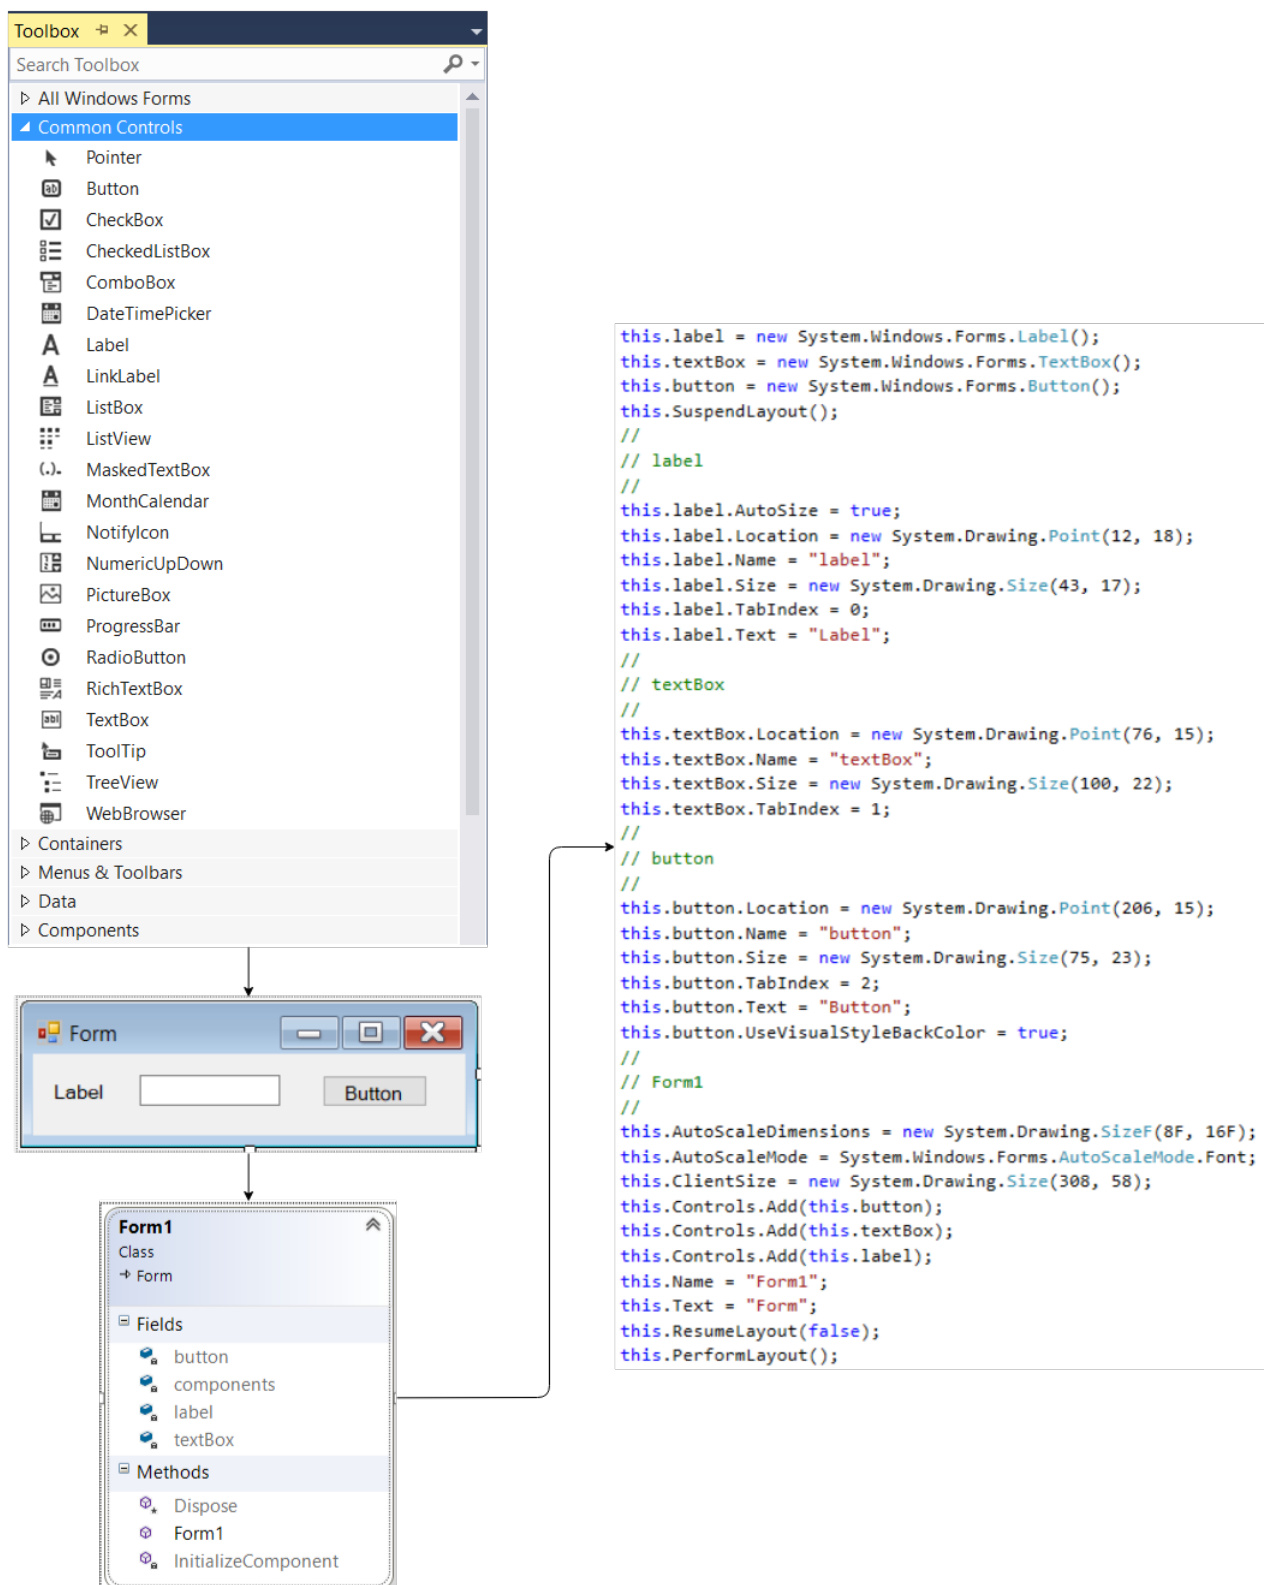 Toolbox
Search Toolbox
All Windows Forms
Common Controls
Pointer
Button
CheckBox
CheckedListBox
ComboBox
DateTimePicker
Label
LinkLabel
ListBox
ListView
MaskedTextBox
MonthCalendar
NotifyIcon
NumericUpDown
PictureBox
ProgressBar
RadioButton
RichTextBox
TextBox
ToolTip
TreeView
WebBrowser
Containers
Menus & Toolbars
Data
Components
Form
Label
Button
Form1
Class
Form
Fields
button
components
label
textBox
Methods
Dispose
Form1
InitializeComponent
this.label = new System.Windows.Forms.Label();
this.textBox = new System.Windows.Forms.TextBox();
this.button = new System.Windows.Forms.Button();
this.SuspendLayout();
//
// label
//
this.label.AutoSize = true;
this.label.Location = new System.Drawing.Point(12, 18);
this.label.Name = "label";
this.label.Size = new System.Drawing.Size(43, 17);
this.label.TabIndex = 0;
this.label.Text = "Label";
//
// textBox
//
this.textBox.Location = new System.Drawing.Point(76, 15);
this.textBox.Name = "textBox";
this.textBox.Size = new System.Drawing.Size(100, 22);
this.textBox.TabIndex = 1;
//
// button
//
this.button.Location = new System.Drawing.Point(206, 15);
this.button.Name = "button";
this.button.Size = new System.Drawing.Size(75, 23);
this.button.TabIndex = 2;
this.button.Text = "Button";
this.button.UseVisualStyleBackColor = true;
//
// Form1
//
this.AutoScaleDimensions = new System.Drawing.SizeF(8F, 16F);
this.AutoScaleMode = System.Windows.Forms.AutoScaleMode.Font;
this.ClientSize = new System.Drawing.Size(308, 58);
this.Controls.Add(this.button);
this.Controls.Add(this.textBox);
this.Controls.Add(this.label);
this.Name = "Form1";
this.Text = "Form";
this.ResumeLayout(false);
this.PerformLayout();